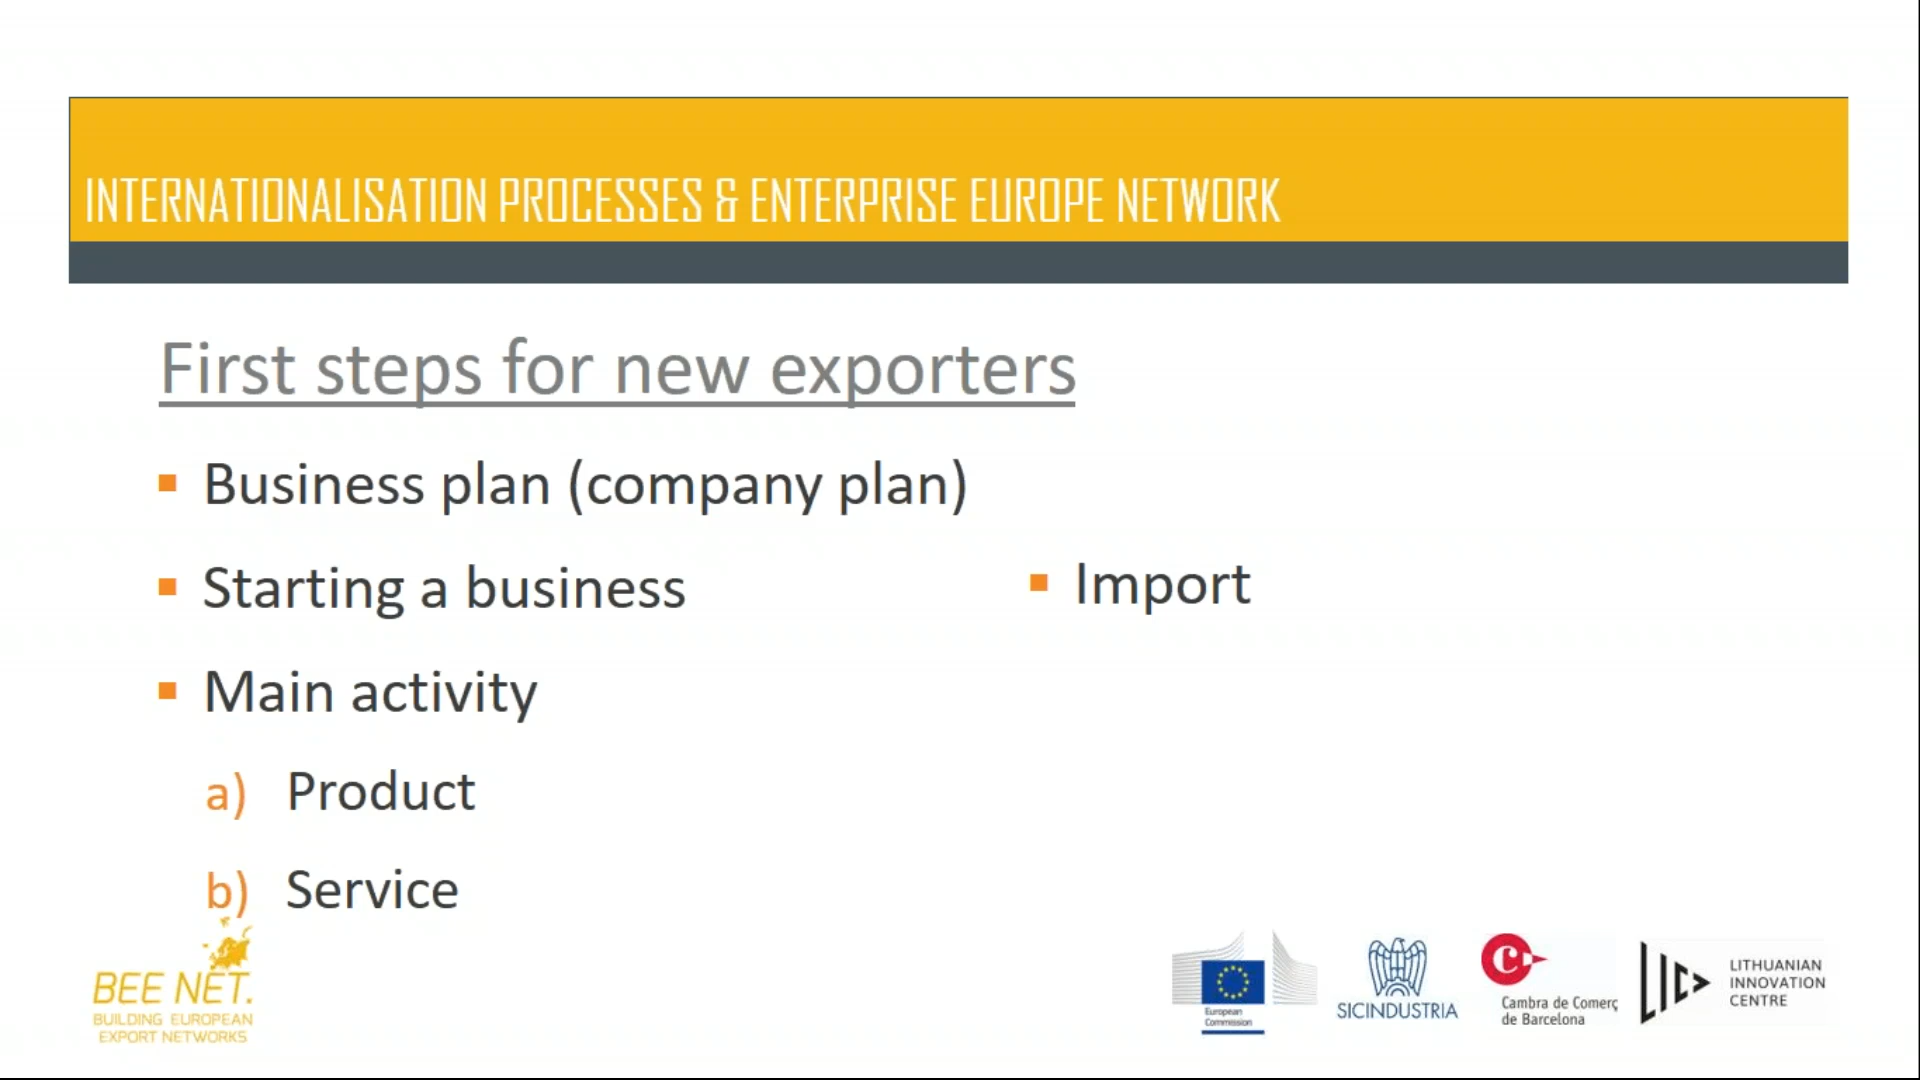 INTERNATIONALISATION PROCESSES & ENTERPRISE EUROPE NETWORK
First steps for new exporters
Business plan (company plan)
Starting a business
Main activity
a) Product
b) Service
Import
BEE NET.
BUILDING EUROPEAN
EXPORT NETWORKS
European
Commission
SICINDUSTRIA
C
Cambra de Comerç
de Barcelona
LIC
LITHUANIAN
INNOVATION
CENTRE